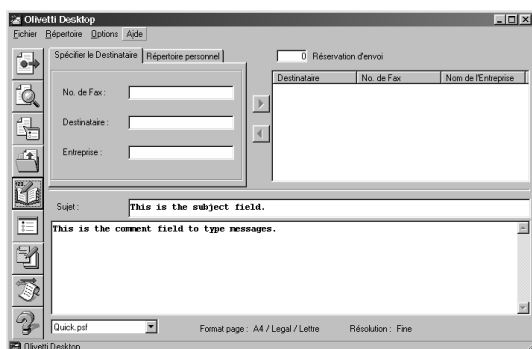 Olivetti Desktop
Fichier Répertoire Options Aide
Spécifier le Destinataire Répertoire personnel
0 Réservation d'envoi
Destinataire No. de Fax Nom de l'Entreprise
No. de Fax :
Destinataire :
Entreprise :
Sujet : This is the subject field.
This is the comment field to type messages.
Quick.psf Format page : A4 / Legal / Lettre Résolution : Fine
Olivetti Desktop